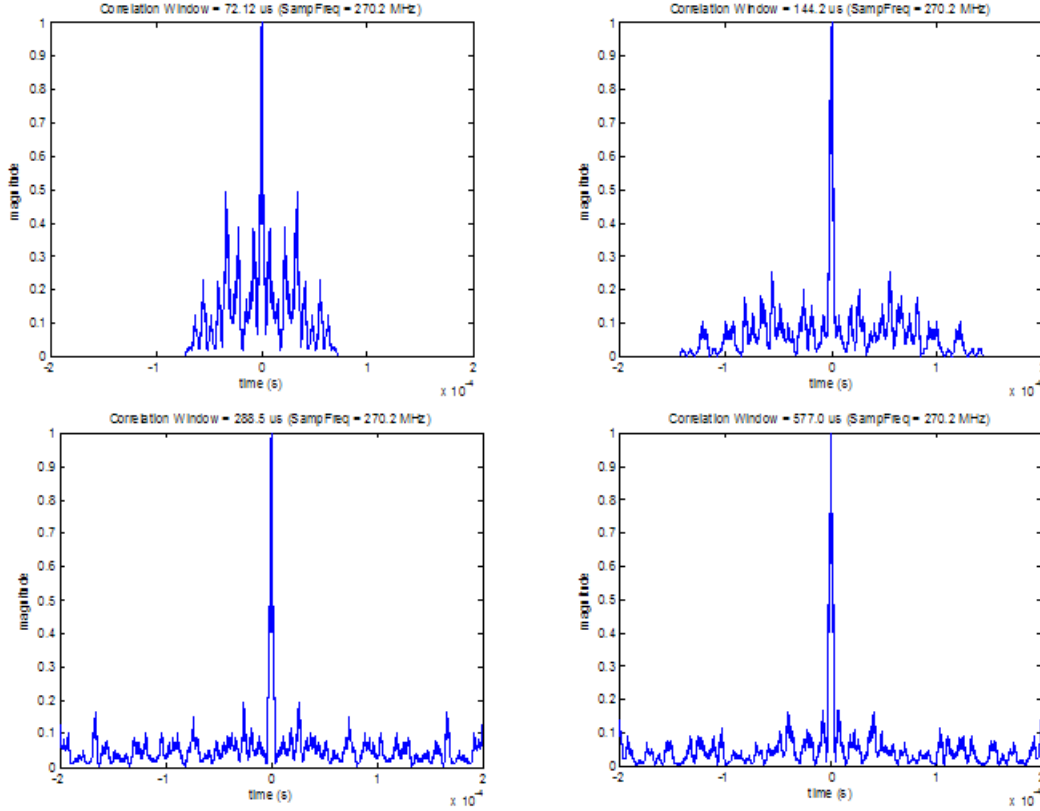 Correlation Window = 72.12 us (SampFreq = 270.2 MHz)
1
0.9
0.8
0.7
0.6
0.5
0.4
0.3
0.2
0.1
0
magnitude
-2 -1 0 1 2
time (s)
x 10^-4
Correlation Window = 144.2 us (SampFreq = 270.2 MHz)
1
0.9
0.8
0.7
0.6
0.5
0.4
0.3
0.2
0.1
0
magnitude
-2 -1 0 1 2
time (s)
x 10^-4
Correlation Window = 288.5 us (SampFreq = 270.2 MHz)
1
0.9
0.8
0.7
0.6
0.5
0.4
0.3
0.2
0.1
0
magnitude
-2 -1 0 1 2
time (s)
x 10^-4
Correlation Window = 577.0 us (SampFreq = 270.2 MHz)
1
0.9
0.8
0.7
0.6
0.5
0.4
0.3
0.2
0.1
0
magnitude
-2 -1 0 1 2
time (s)
x 10^-4